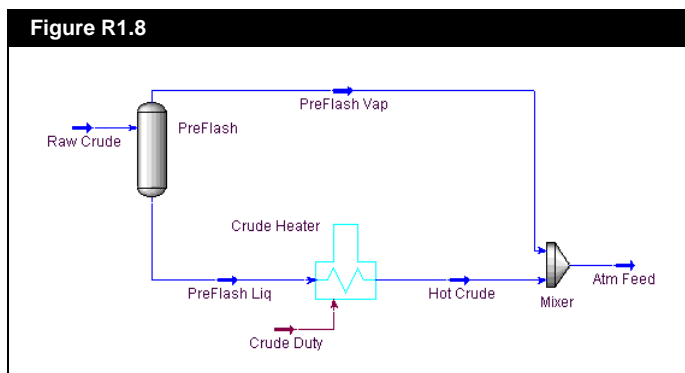 Figure R1.8
PreFlash Vap
PreFlash
Raw Crude
Crude Heater
PreFlash Liq
Hot Crude
Atm Feed
Mixer
Crude Duty